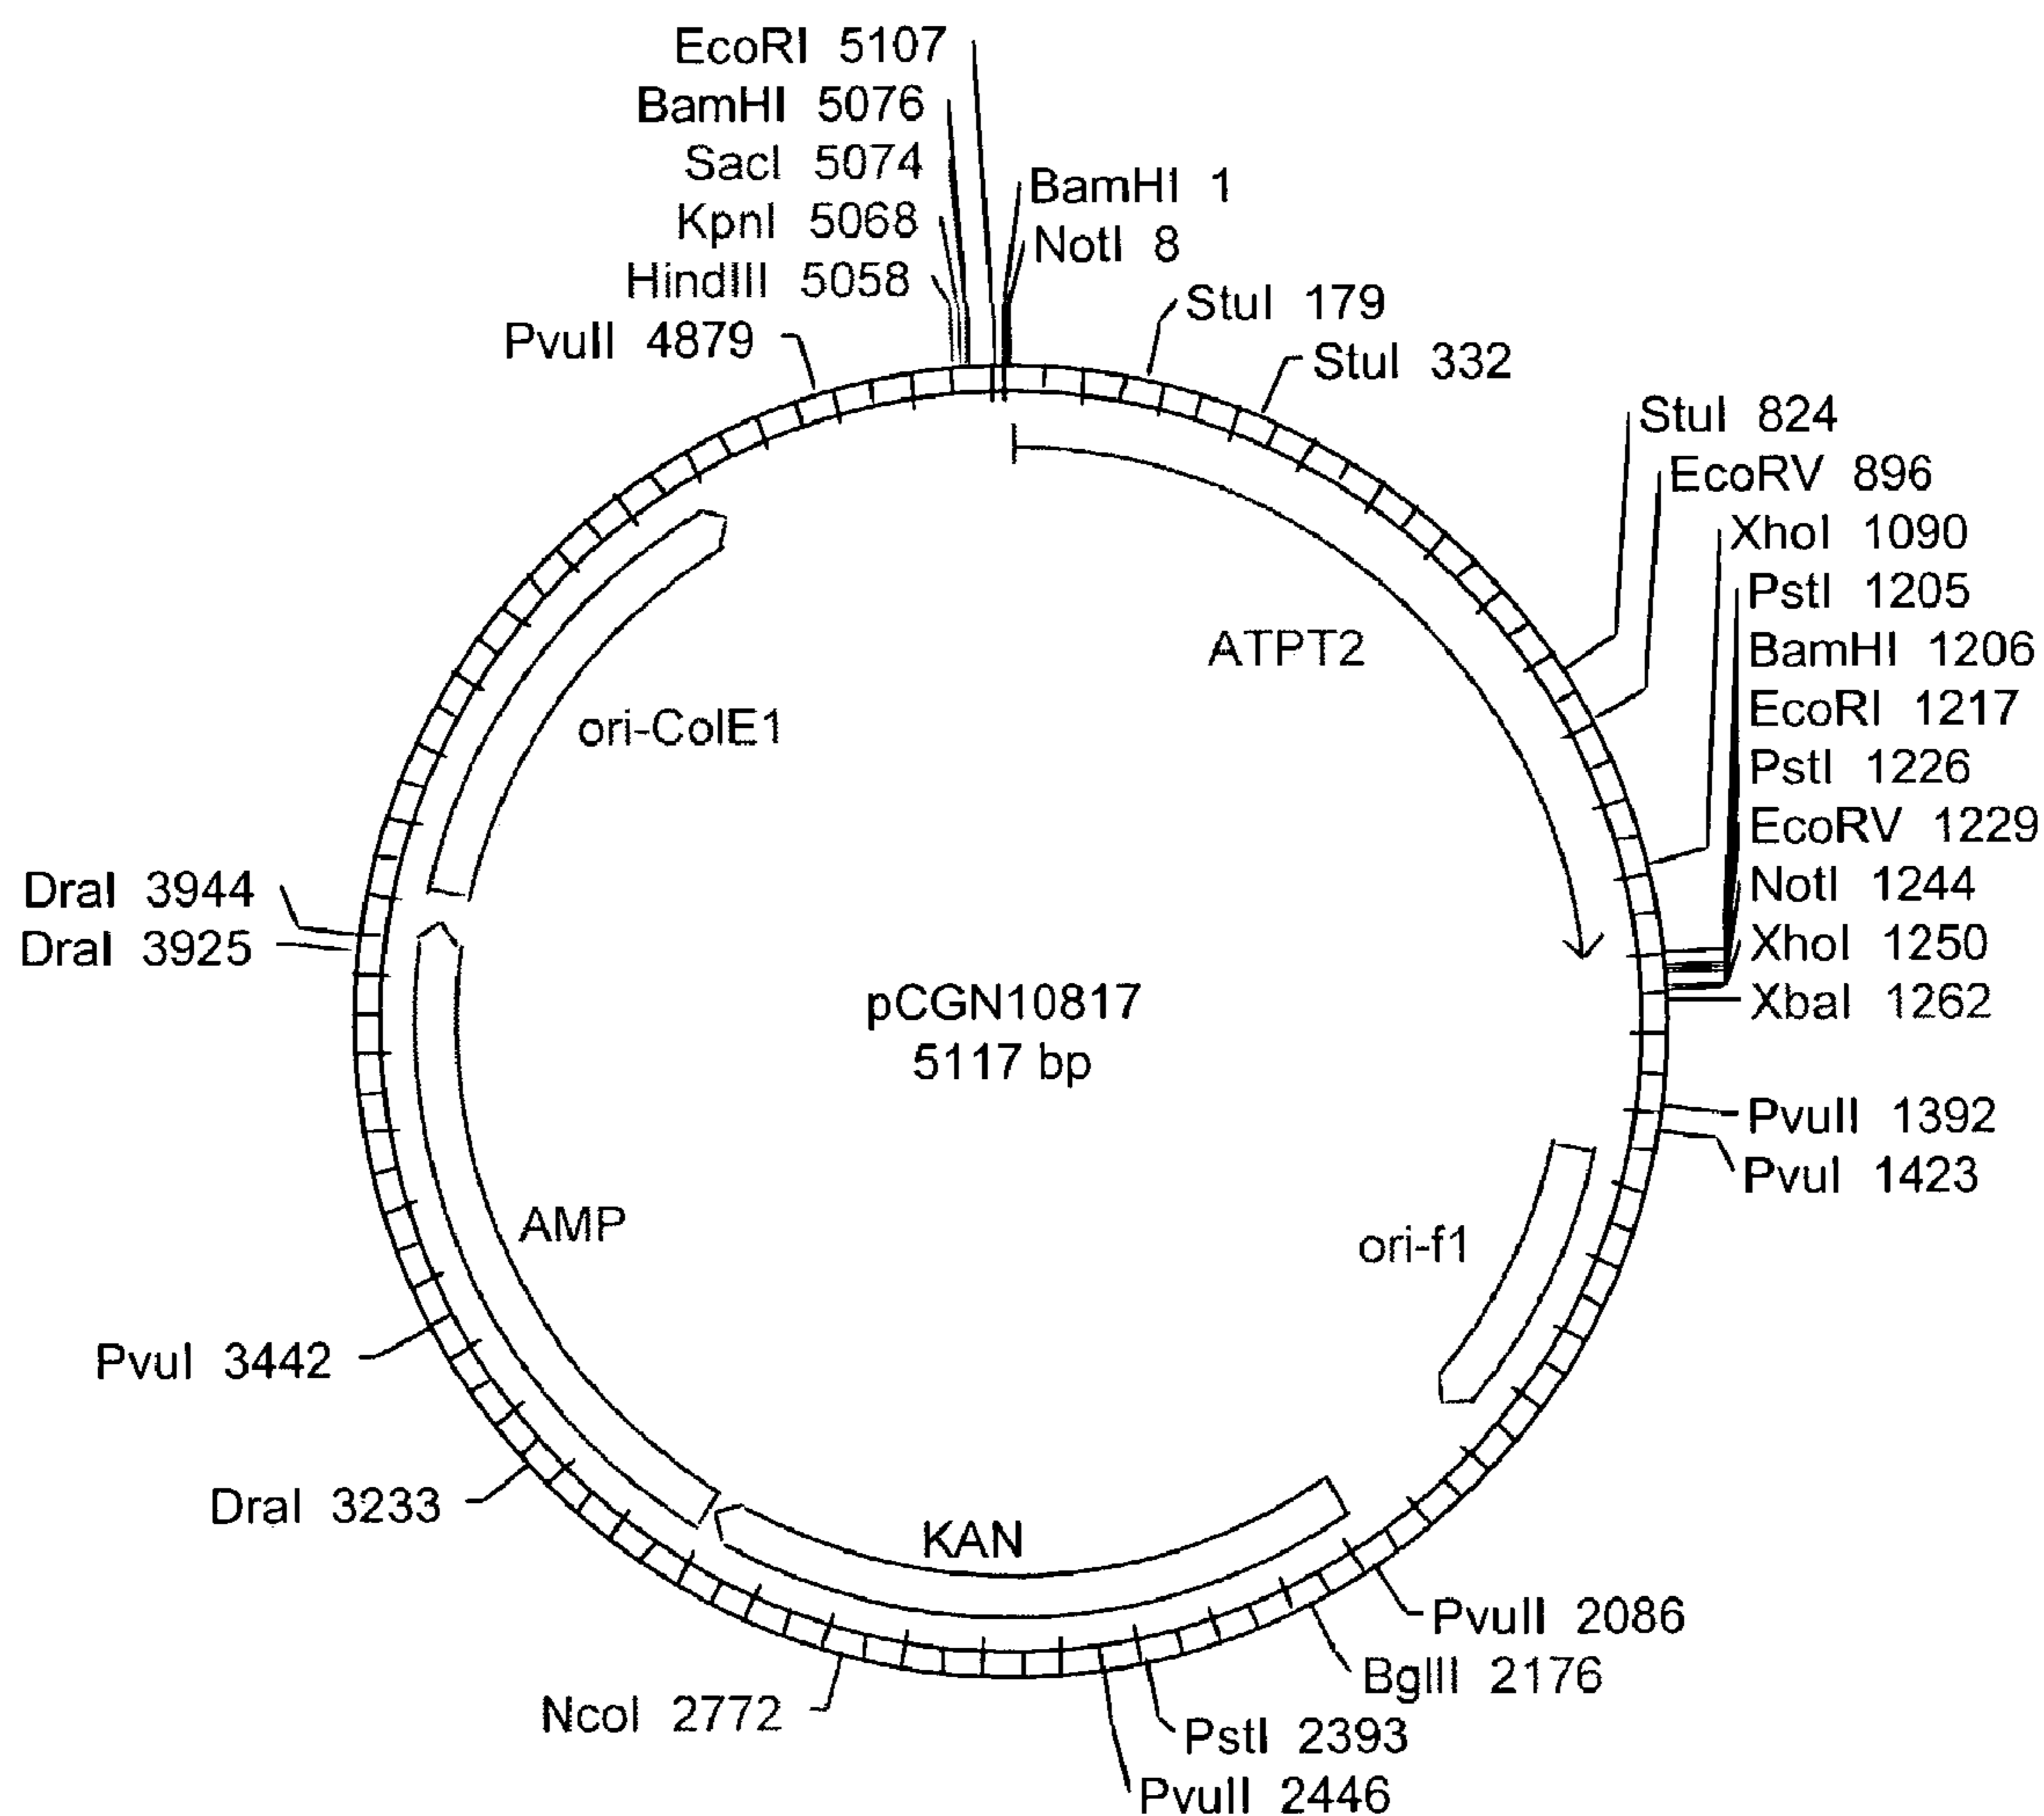 EcoRI 5107
BamHI 5076
SacI 5074
KpnI 5068
HindIII 5058
PvuII 4879
BamHI 1
NotI 8
StuI 179
StuI 332
StuI 824
EcoRV 896
XhoI 1090
PstI 1205
BamHI 1206
EcoRI 1217
PstI 1226
EcoRV 1229
NotI 1244
XhoI 1250
XbaI 1262
PvuII 1392
PvuI 1423
PvuII 2086
BglII 2176
PstI 2393
PvuII 2446
NcoI 2772
DraI 3233
PvuI 3442
DraI 3925
DraI 3944
ATPT2
ori-ColE1
pCGN10817
5117 bp
AMP
ori-f1
KAN